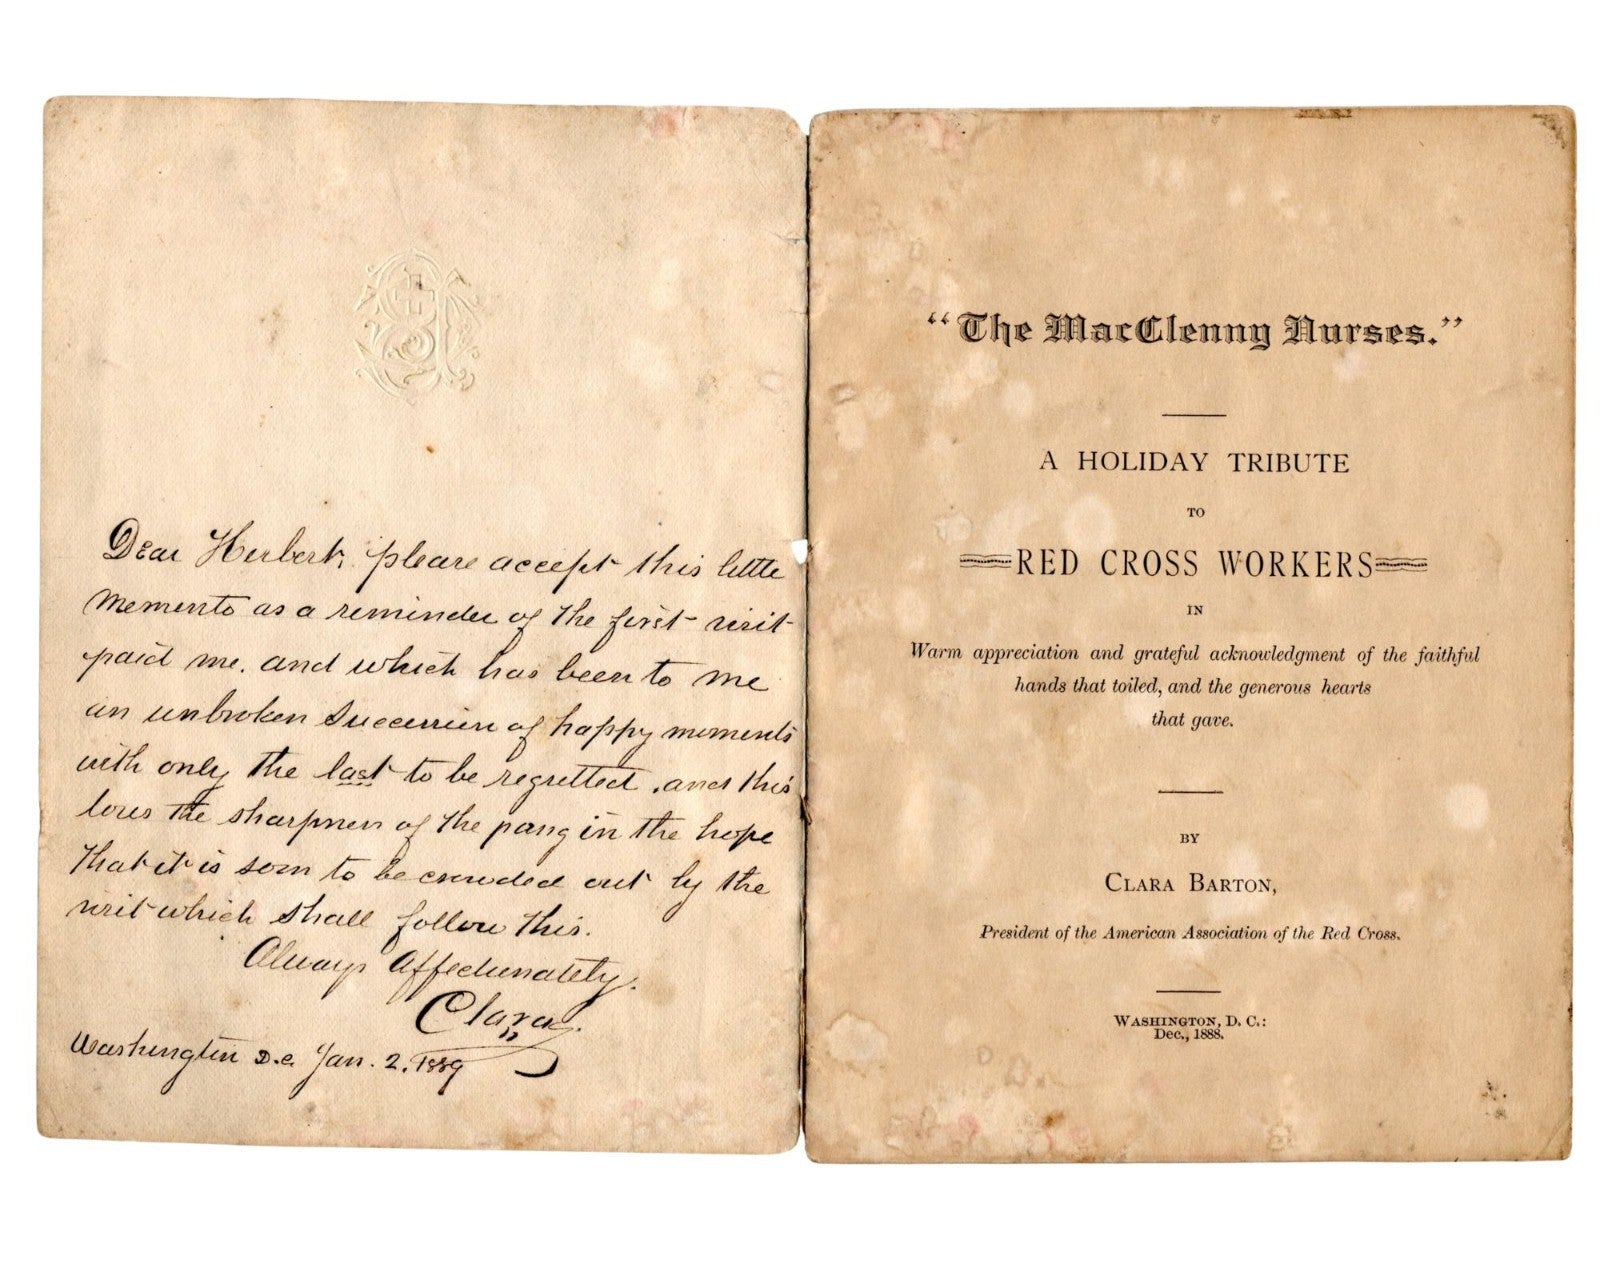 Dear Herbert, please accept this little
memento as a reminder of the first visit
paid me, and which has been to me
an unbroken succession of happy moments
with only the last to be regretted, and this
loses the sharpness of the pang in the hope
that it is soon to be crowded out by the
visit which shall follow this.
Always Affectionately.
Clara.
Washington D.C. Jan. 2. 1889
“The MacClenny Nurses.”
A HOLIDAY TRIBUTE
TO
RED CROSS WORKERS
IN
Warm appreciation and grateful acknowledgment of the faithful
hands that toiled, and the generous hearts
that gave.
BY
CLARA BARTON,
President of the American Association of the Red Cross.
WASHINGTON, D. C.:
Dec., 1888.